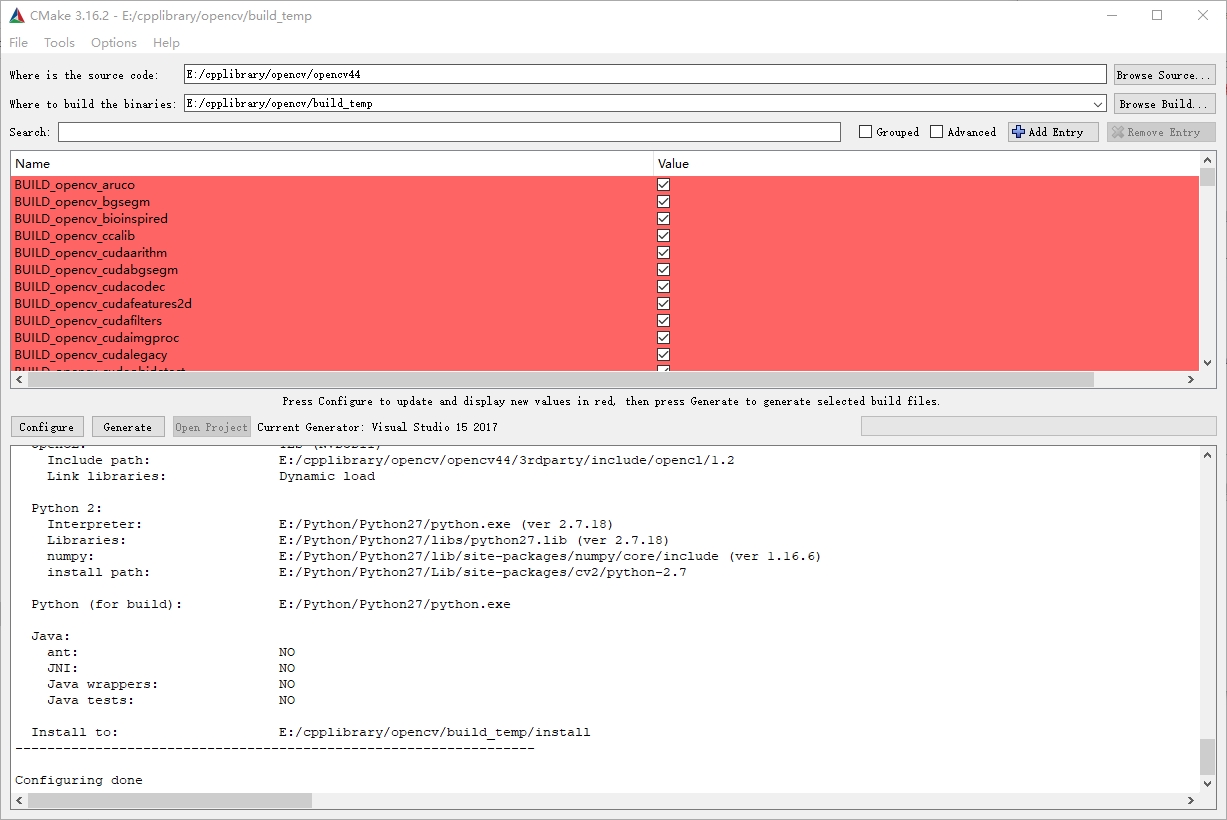 CMake 3.16.2 - E:/cpplibrary/opencv/build_temp
File Tools Options Help
Where is the source code: E:/cpplibrary/opencv/opencv44 Browse Source...
Where to build the binaries: E:/cpplibrary/opencv/build_temp Browse Build...
Search: Grouped Advanced Add Entry Remove Entry
Name Value
BUILD_opencv_aruco
BUILD_opencv_bgsegm
BUILD_opencv_bioinspired
BUILD_opencv_ccalib
BUILD_opencv_cudaarithm
BUILD_opencv_cudabgsegm
BUILD_opencv_cudacodec
BUILD_opencv_cudafeatures2d
BUILD_opencv_cudafilters
BUILD_opencv_cudaimgproc
BUILD_opencv_cudalegacy
Press Configure to update and display new values in red, then press Generate to generate selected build files.
Configure Generate Open Project Current Generator: Visual Studio 15 2017
Include path: E:/cpplibrary/opencv/opencv44/3rdparty/include/opencl/1.2
Link libraries: Dynamic load
Python 2:
Interpreter: E:/Python/Python27/python.exe (ver 2.7.18)
Libraries: E:/Python/Python27/libs/python27.lib (ver 2.7.18)
numpy: E:/Python/Python27/lib/site-packages/numpy/core/include (ver 1.16.6)
install path: E:/Python/Python27/Lib/site-packages/cv2/python-2.7
Python (for build): E:/Python/Python27/python.exe
Java:
ant: NO
JNI: NO
Java wrappers: NO
Java tests: NO
Install to: E:/cpplibrary/opencv/build_temp/install
-----------------------------------------------------------------
Configuring done